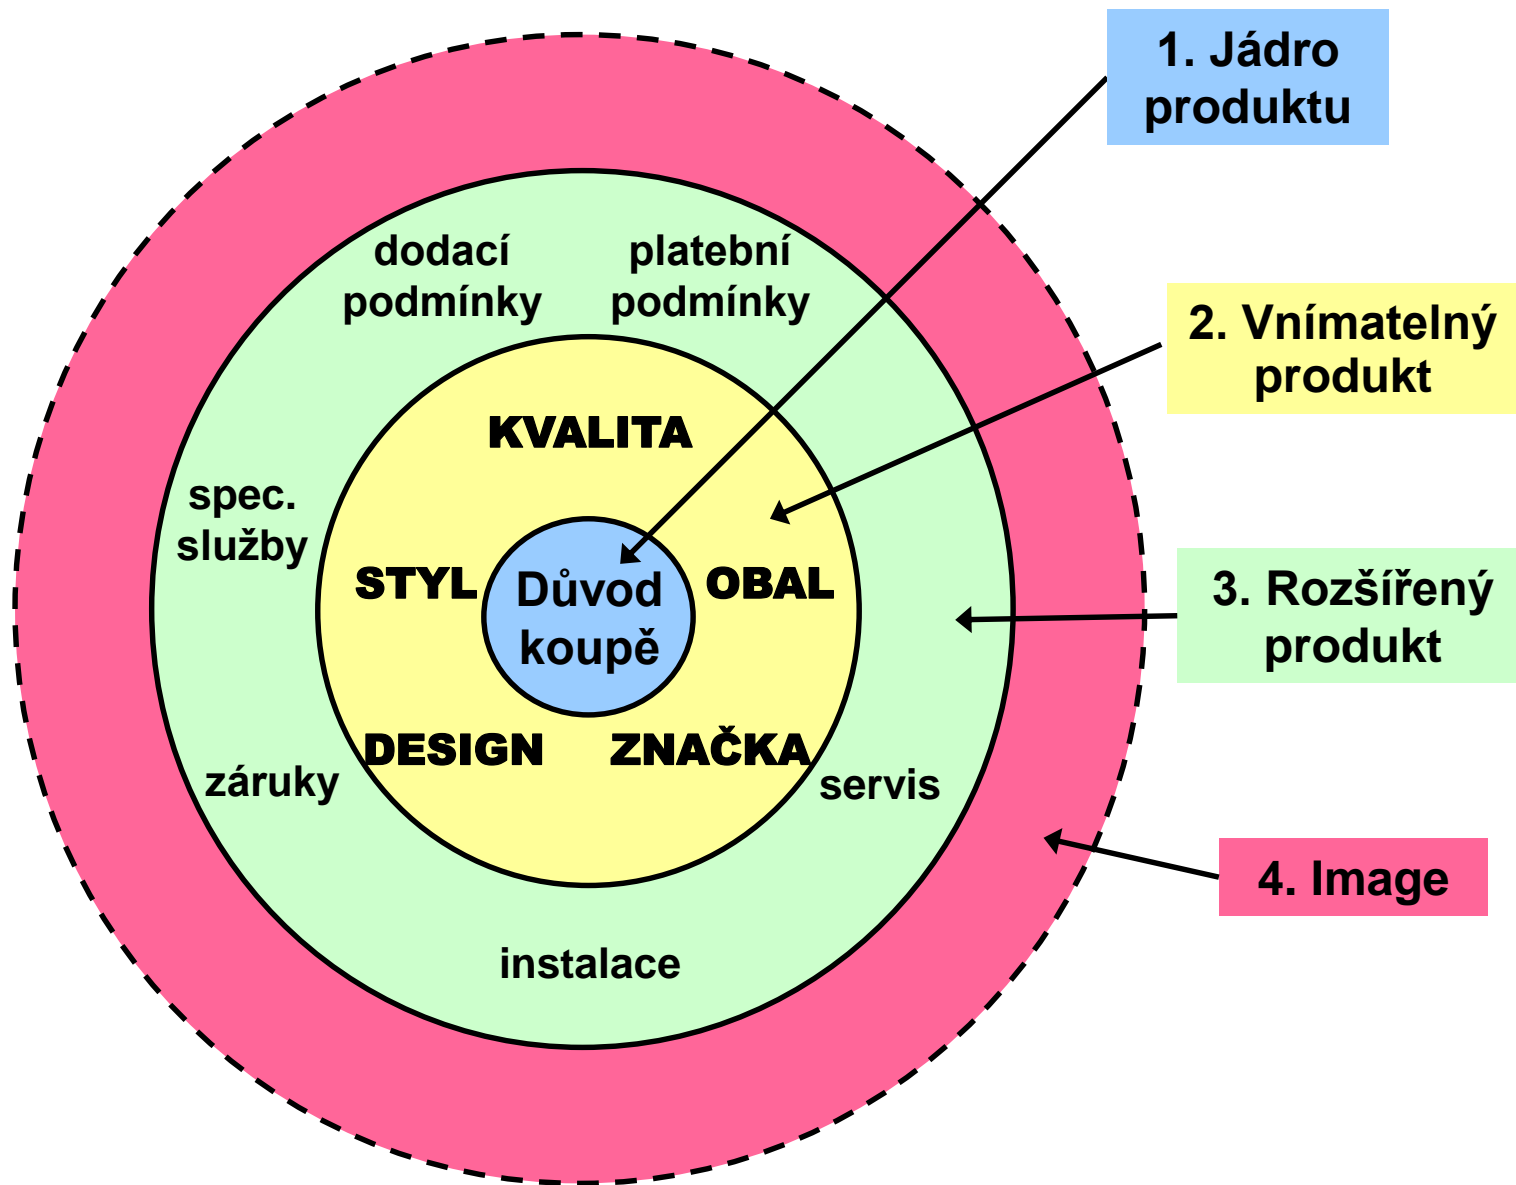 1. Jádro
produktu
dodací
podmínky
platební
podmínky
2. Vnímatelný
produkt
KVALITA
spec.
služby
STYL
Důvod
koupě
OBAL
3. Rozšířený
produkt
DESIGN
ZNAČKA
záruky
servis
4. Image
instalace